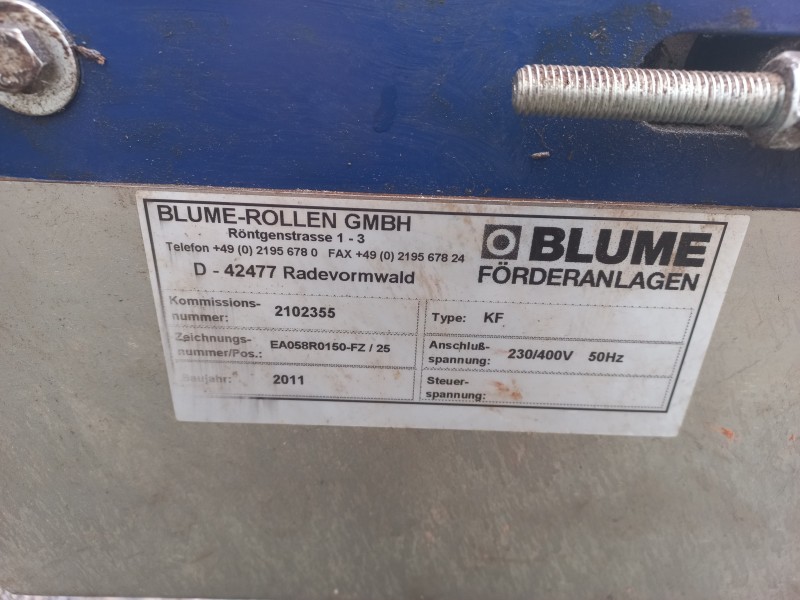 BLUME-ROLLEN GMBH
Röntgenstrasse 1 - 3
Telefon +49 (0) 2195 678 0 FAX +49 (0) 2195 678 24
D - 42477 Radevormwald
BLUME
FÖRDERANLAGEN
Kommissions-
nummer: 2102355
Type: KF
Zeichnungs-
nummer/Pos.: EA058R0150-FZ / 25
Anschluß-
spannung: 230/400V 50Hz
Baujahr: 2011
Steuer-
spannung: